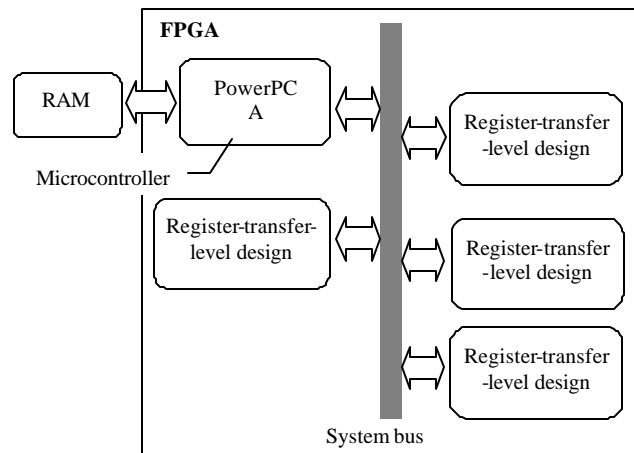 FPGA
RAM
PowerPC
A
Register-transfer
-level design
Microcontroller
Register-transfer-
level design
Register-transfer
-level design
Register-transfer
-level design
System bus